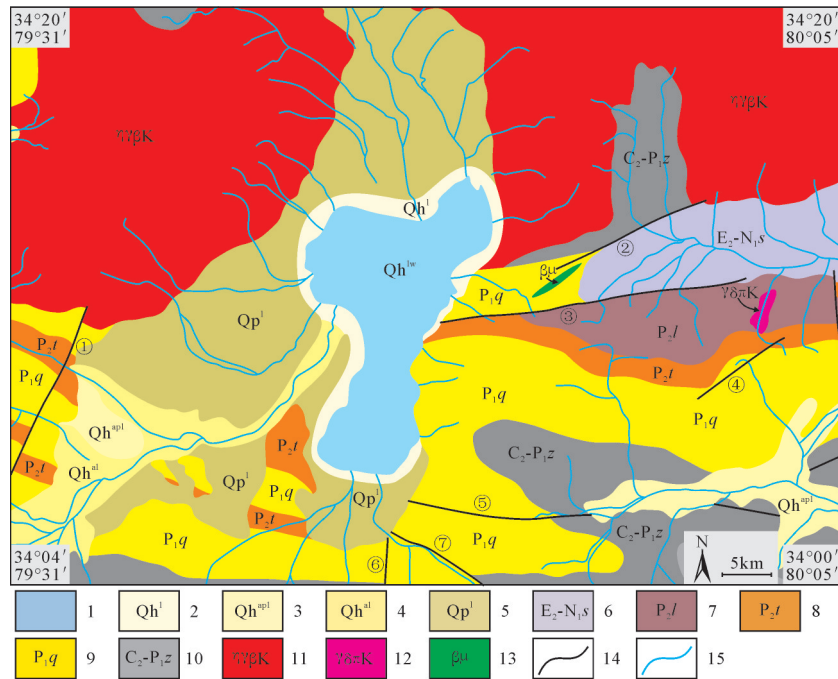 34°20′
79°31′
34°20′
80°05′
ηγβK
ηγβK
C₂-P₁z
Qhˡ
②
E₂-N₁s
Qhˡʷ
βμ
P₁q
γδπK
Qpˡ
③
P₂l
①
P₂t
P₂t
④
P₁q
P₁q
P₁q
Qhᵃᵖˡ
P₂t
C₂-P₁z
P₂t
Qhᵃˡ
Qpˡ
P₁q
Qpˡ
⑤
Qhᵃᵖˡ
P₂t
P₁q
P₁q
C₂-P₁z
⑥
⑦
34°04′
79°31′
N
5km
34°00′
80°05′
1
Qhˡ 2
Qhᵃᵖˡ 3
Qhᵃˡ 4
Qpˡ 5
E₂-N₁s 6
P₂l 7
P₂t 8
P₁q 9
C₂-P₁z 10
ηγβK 11
γδπK 12
βμ 13
14
15